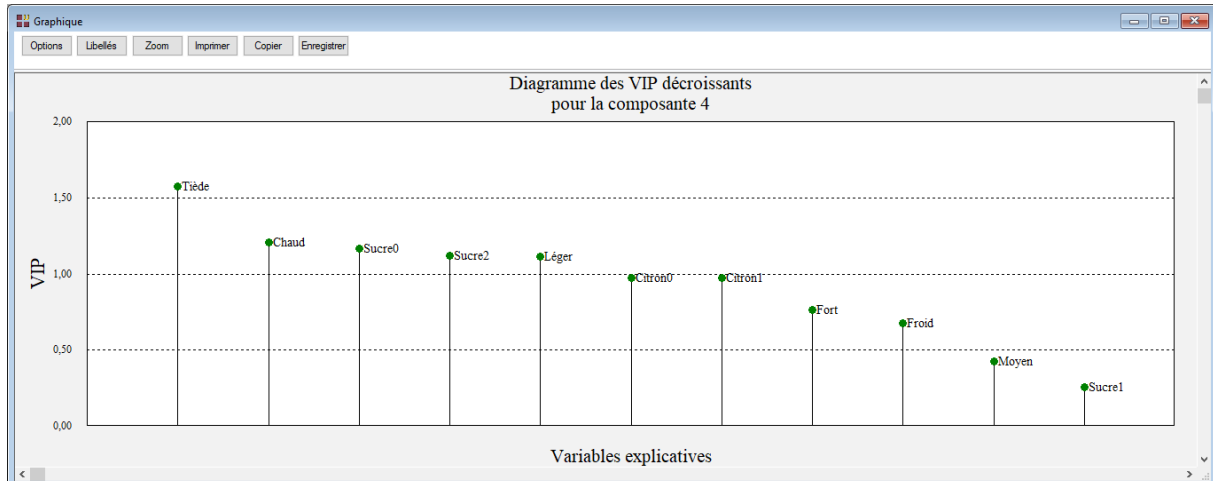 Graphique
Options Libellés Zoom Imprimer Copier Enregistrer
Diagramme des VIP décroissants
pour la composante 4
2,00
Tiède
1,50
Chaud
Sucre0
Sucre2
Léger
VIP
1,00
Citron0
Citron1
Fort
Froid
0,50
Moyen
Sucre1
0,00
Variables explicatives